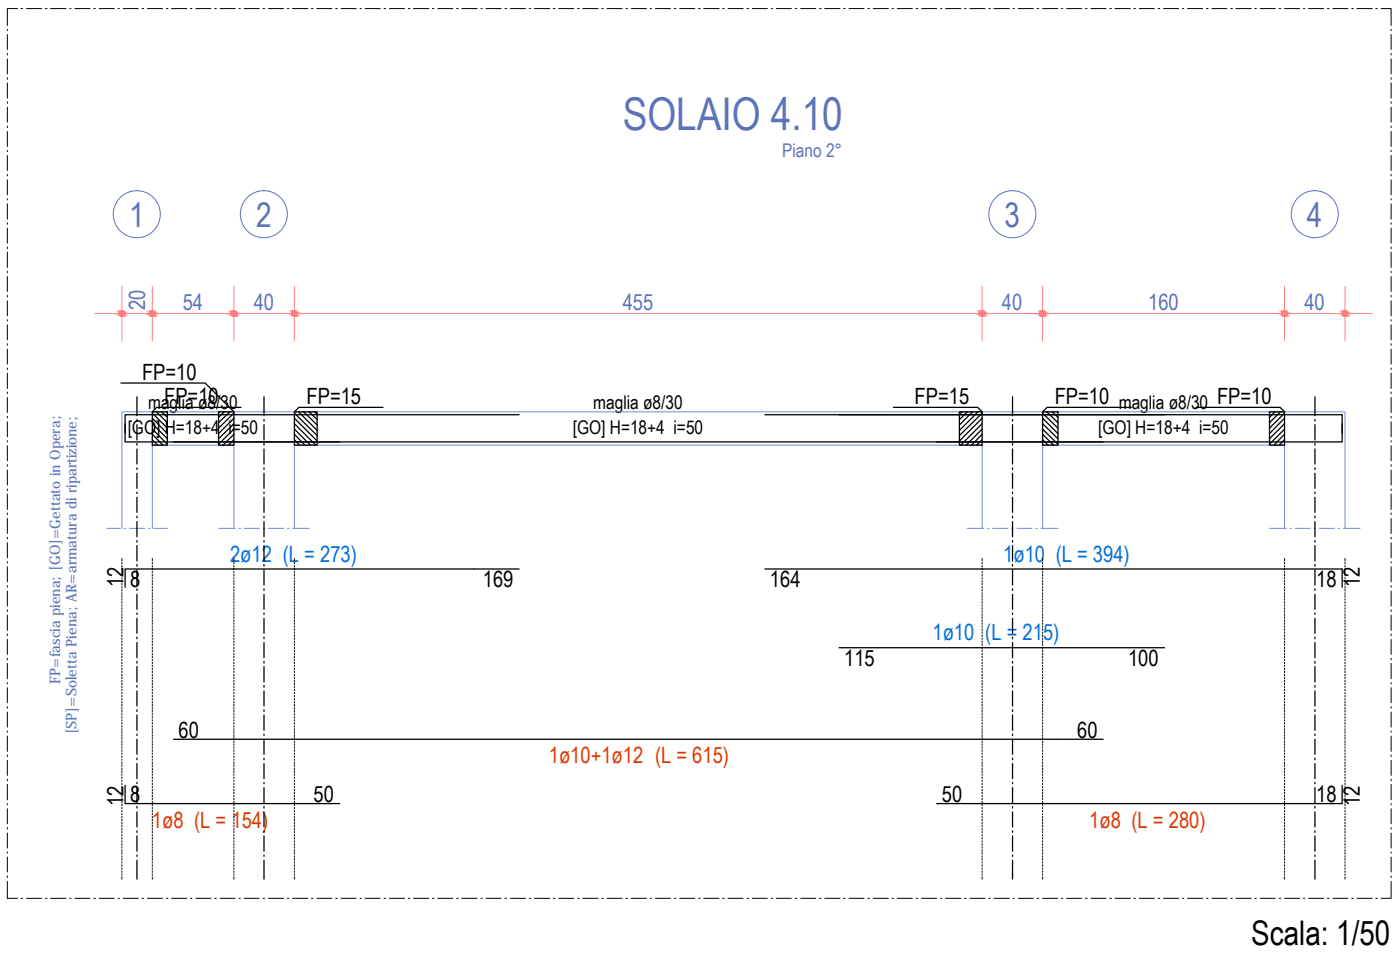 SOLAIO 4.10
Piano 2°
1 2 3 4
20 54 40 455 40 160 40
FP=10
FP=10 FP=15 FP=15 FP=10 FP=10
maglia ø8/30 maglia ø8/30 maglia ø8/30
[GO] H=18+4 i=50 [GO] H=18+4 i=50 [GO] H=18+4 i=50
FP=fascia piena; [GO]=Gettato in Opera;
[SP]=Soletta Piena; AR=armatura di ripartizione;
2ø12 (L = 273) 1ø10 (L = 394)
12 8 169 164 18 12
1ø10 (L = 215)
115 100
60 60
1ø10+1ø12 (L = 615)
12 8 50 50 18 12
1ø8 (L = 154) 1ø8 (L = 280)
Scala: 1/50